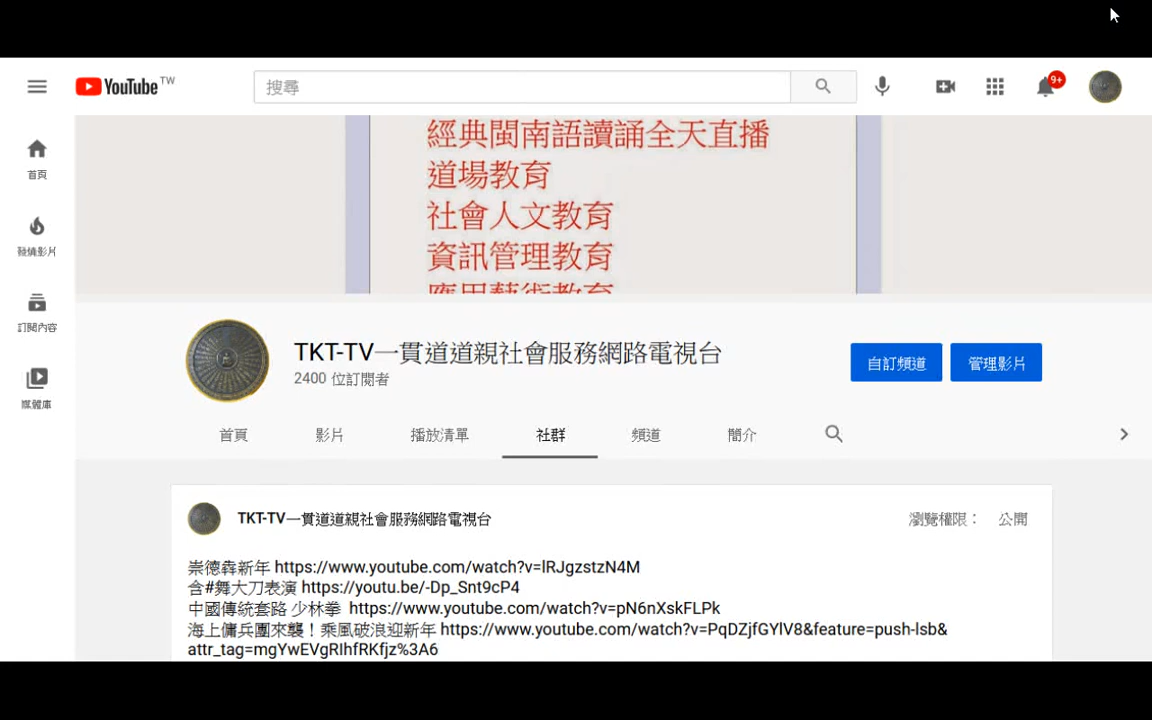 YouTube TW
搜尋
9+
首頁
發燒影片
訂閱內容
媒體庫
經典閩南語讀誦全天直播
道場教育
社會人文教育
資訊管理教育
應用藝術教育
TKT-TV一貫道道親社會服務網路電視台
2400 位訂閱者
自訂頻道
管理影片
首頁
影片
播放清單
社群
頻道
簡介
TKT-TV一貫道道親社會服務網路電視台
瀏覽權限： 公開
崇德犇新年 https://www.youtube.com/watch?v=lRJgzstzN4M
含#舞大刀表演 https://youtu.be/-Dp_Snt9cP4
中國傳統套路 少林拳 https://www.youtube.com/watch?v=pN6nXskFLPk
海上傭兵團來襲！乘風破浪迎新年 https://www.youtube.com/watch?v=PqDZjfGYlV8&feature=push-lsb&
attr_tag=mgYwEVgRIhfRKfjz%3A6